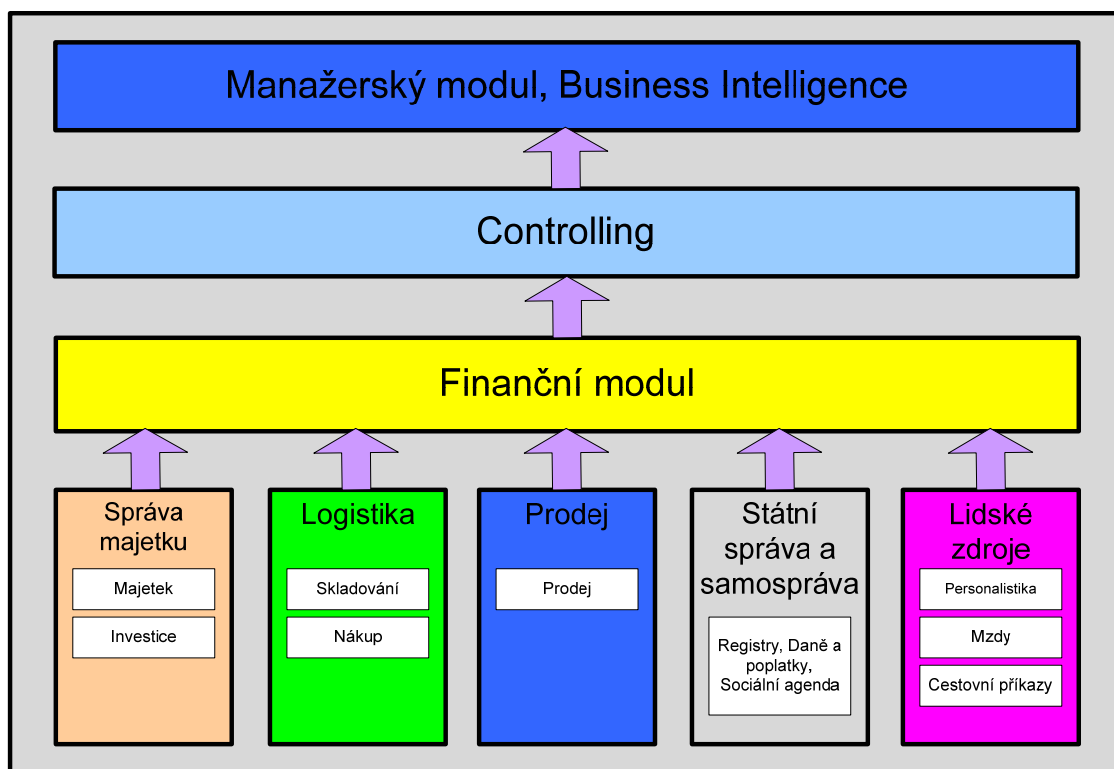 Manažerský modul, Business Intelligence
Controlling
Finanční modul
Správa
majetku
Majetek
Investice
Logistika
Skladování
Nákup
Prodej
Prodej
Státní
správa a
samospráva
Registry, Daně a
poplatky,
Sociální agenda
Lidské
zdroje
Personalistika
Mzdy
Cestovní příkazy